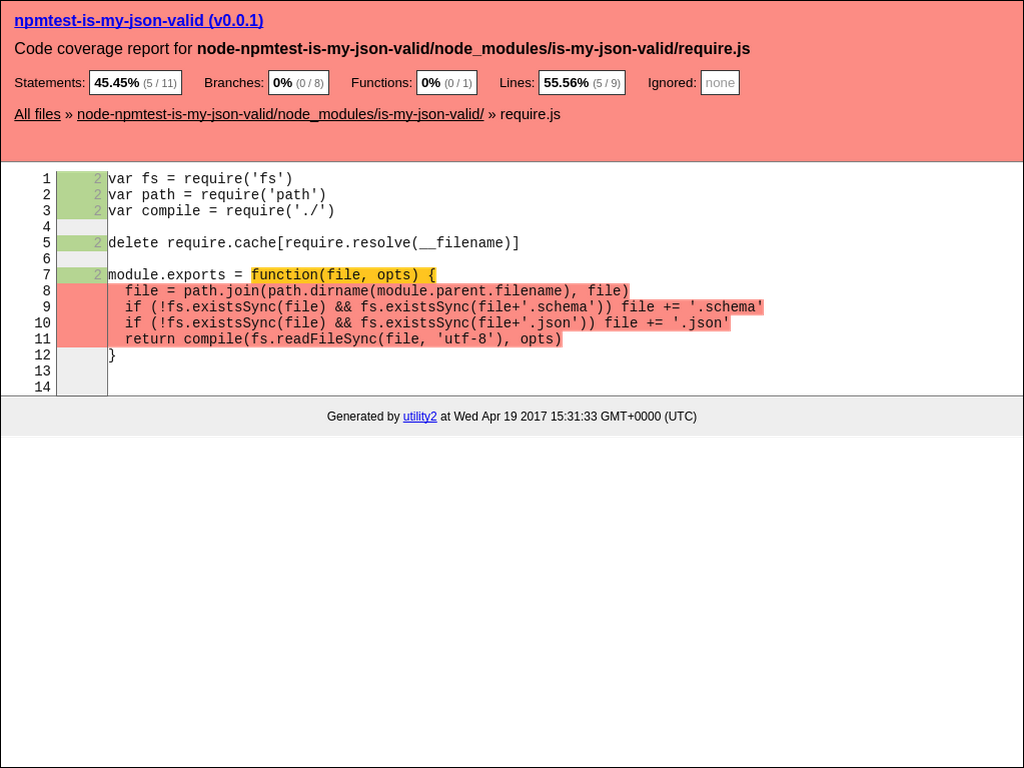 npmtest-is-my-json-valid (v0.0.1)
Code coverage report for node-npmtest-is-my-json-valid/node_modules/is-my-json-valid/require.js
Statements: 45.45% (5 / 11) Branches: 0% (0 / 8) Functions: 0% (0 / 1) Lines: 55.56% (5 / 9) Ignored: none
All files » node-npmtest-is-my-json-valid/node_modules/is-my-json-valid/ » require.js
1 2 var fs = require('fs')
2 2 var path = require('path')
3 2 var compile = require('./')
4
5 2 delete require.cache[require.resolve(__filename)]
6
7 2 module.exports = function(file, opts) {
8   file = path.join(path.dirname(module.parent.filename), file)
9   if (!fs.existsSync(file) && fs.existsSync(file+'.schema')) file += '.schema'
10   if (!fs.existsSync(file) && fs.existsSync(file+'.json')) file += '.json'
11   return compile(fs.readFileSync(file, 'utf-8'), opts)
12 }
13
14
Generated by utility2 at Wed Apr 19 2017 15:31:33 GMT+0000 (UTC)